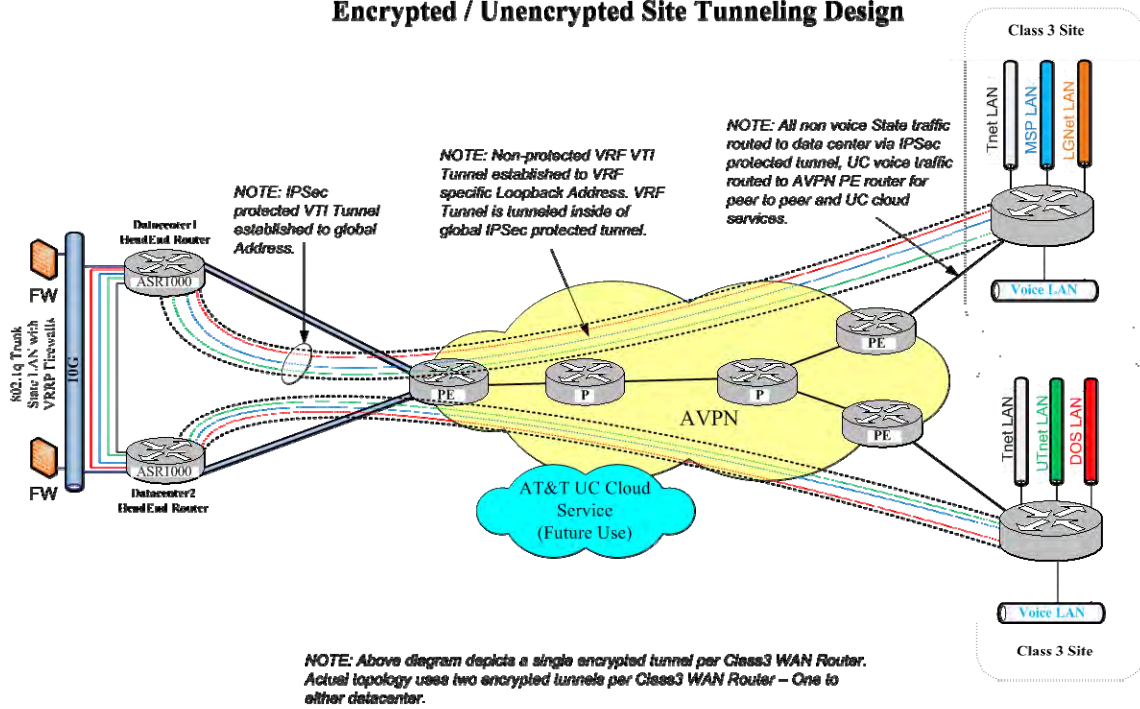 Encrypted / Unencrypted Site Tunneling Design
Class 3 Site
Tnet LAN
MSP LAN
LGNet LAN
NOTE: All non voice State traffic
routed to data center via IPSec
protected tunnel, UC voice traffic
routed to AVPN PE router for
peer to peer and UC cloud
services.
NOTE: Non-protected VRF VTI
Tunnel established to VRF
specific Loopback Address. VRF
Tunnel is tunneled inside of
global IPSec protected tunnel.
NOTE: IPSec
protected VTI Tunnel
established to global
Address.
Datacenter1
HeadEnd Router
ASR1000
FW
802.1q Trunk
State LAN with
VRRP Firewalls
10G
Voice LAN
PE
PE
P
P
AVPN
PE
Tnet LAN
UTnet LAN
DOS LAN
FW
ASR1000
Datacenter2
HeadEnd Router
AT&T UC Cloud
Service
(Future Use)
Voice LAN
Class 3 Site
NOTE: Above diagram depicts a single encrypted tunnel per Class3 WAN Router.
Actual topology uses two encrypted tunnels per Class3 WAN Router – One to
either datacenter.